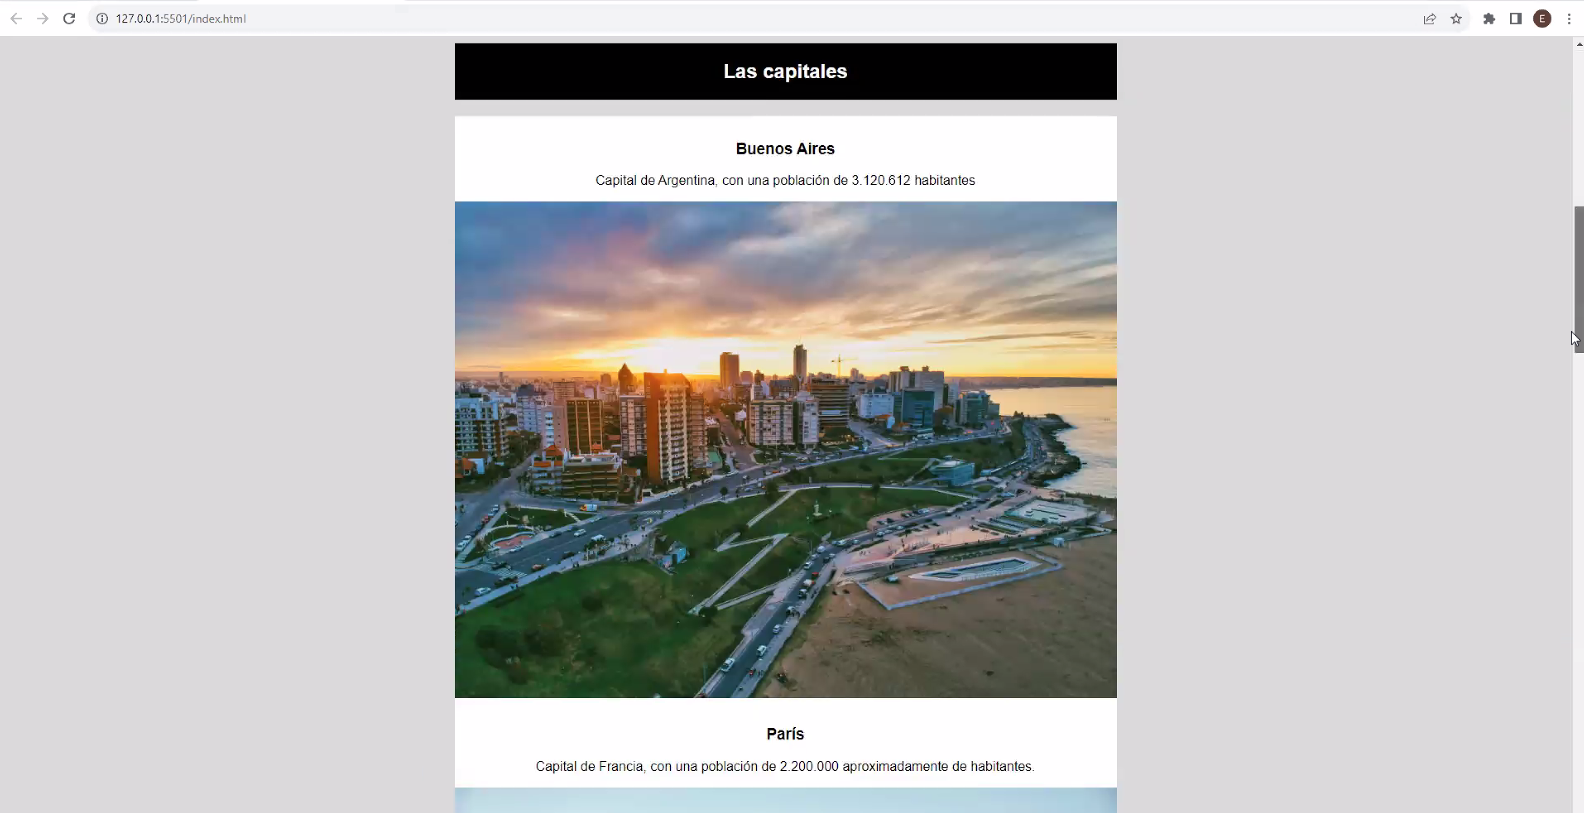 127.0.0.1:5501/index.html
E
Las capitales
Buenos Aires
Capital de Argentina, con una población de 3.120.612 habitantes
París
Capital de Francia, con una población de 2.200.000 aproximadamente de habitantes.